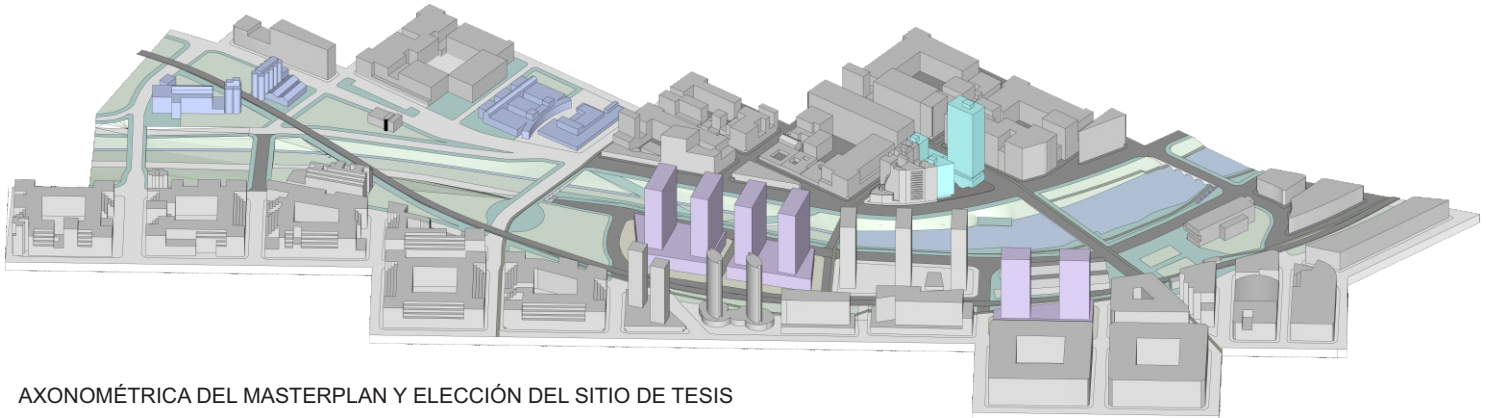 AXONOMÉTRICA DEL MASTERPLAN Y ELECCIÓN DEL SITIO DE TESIS